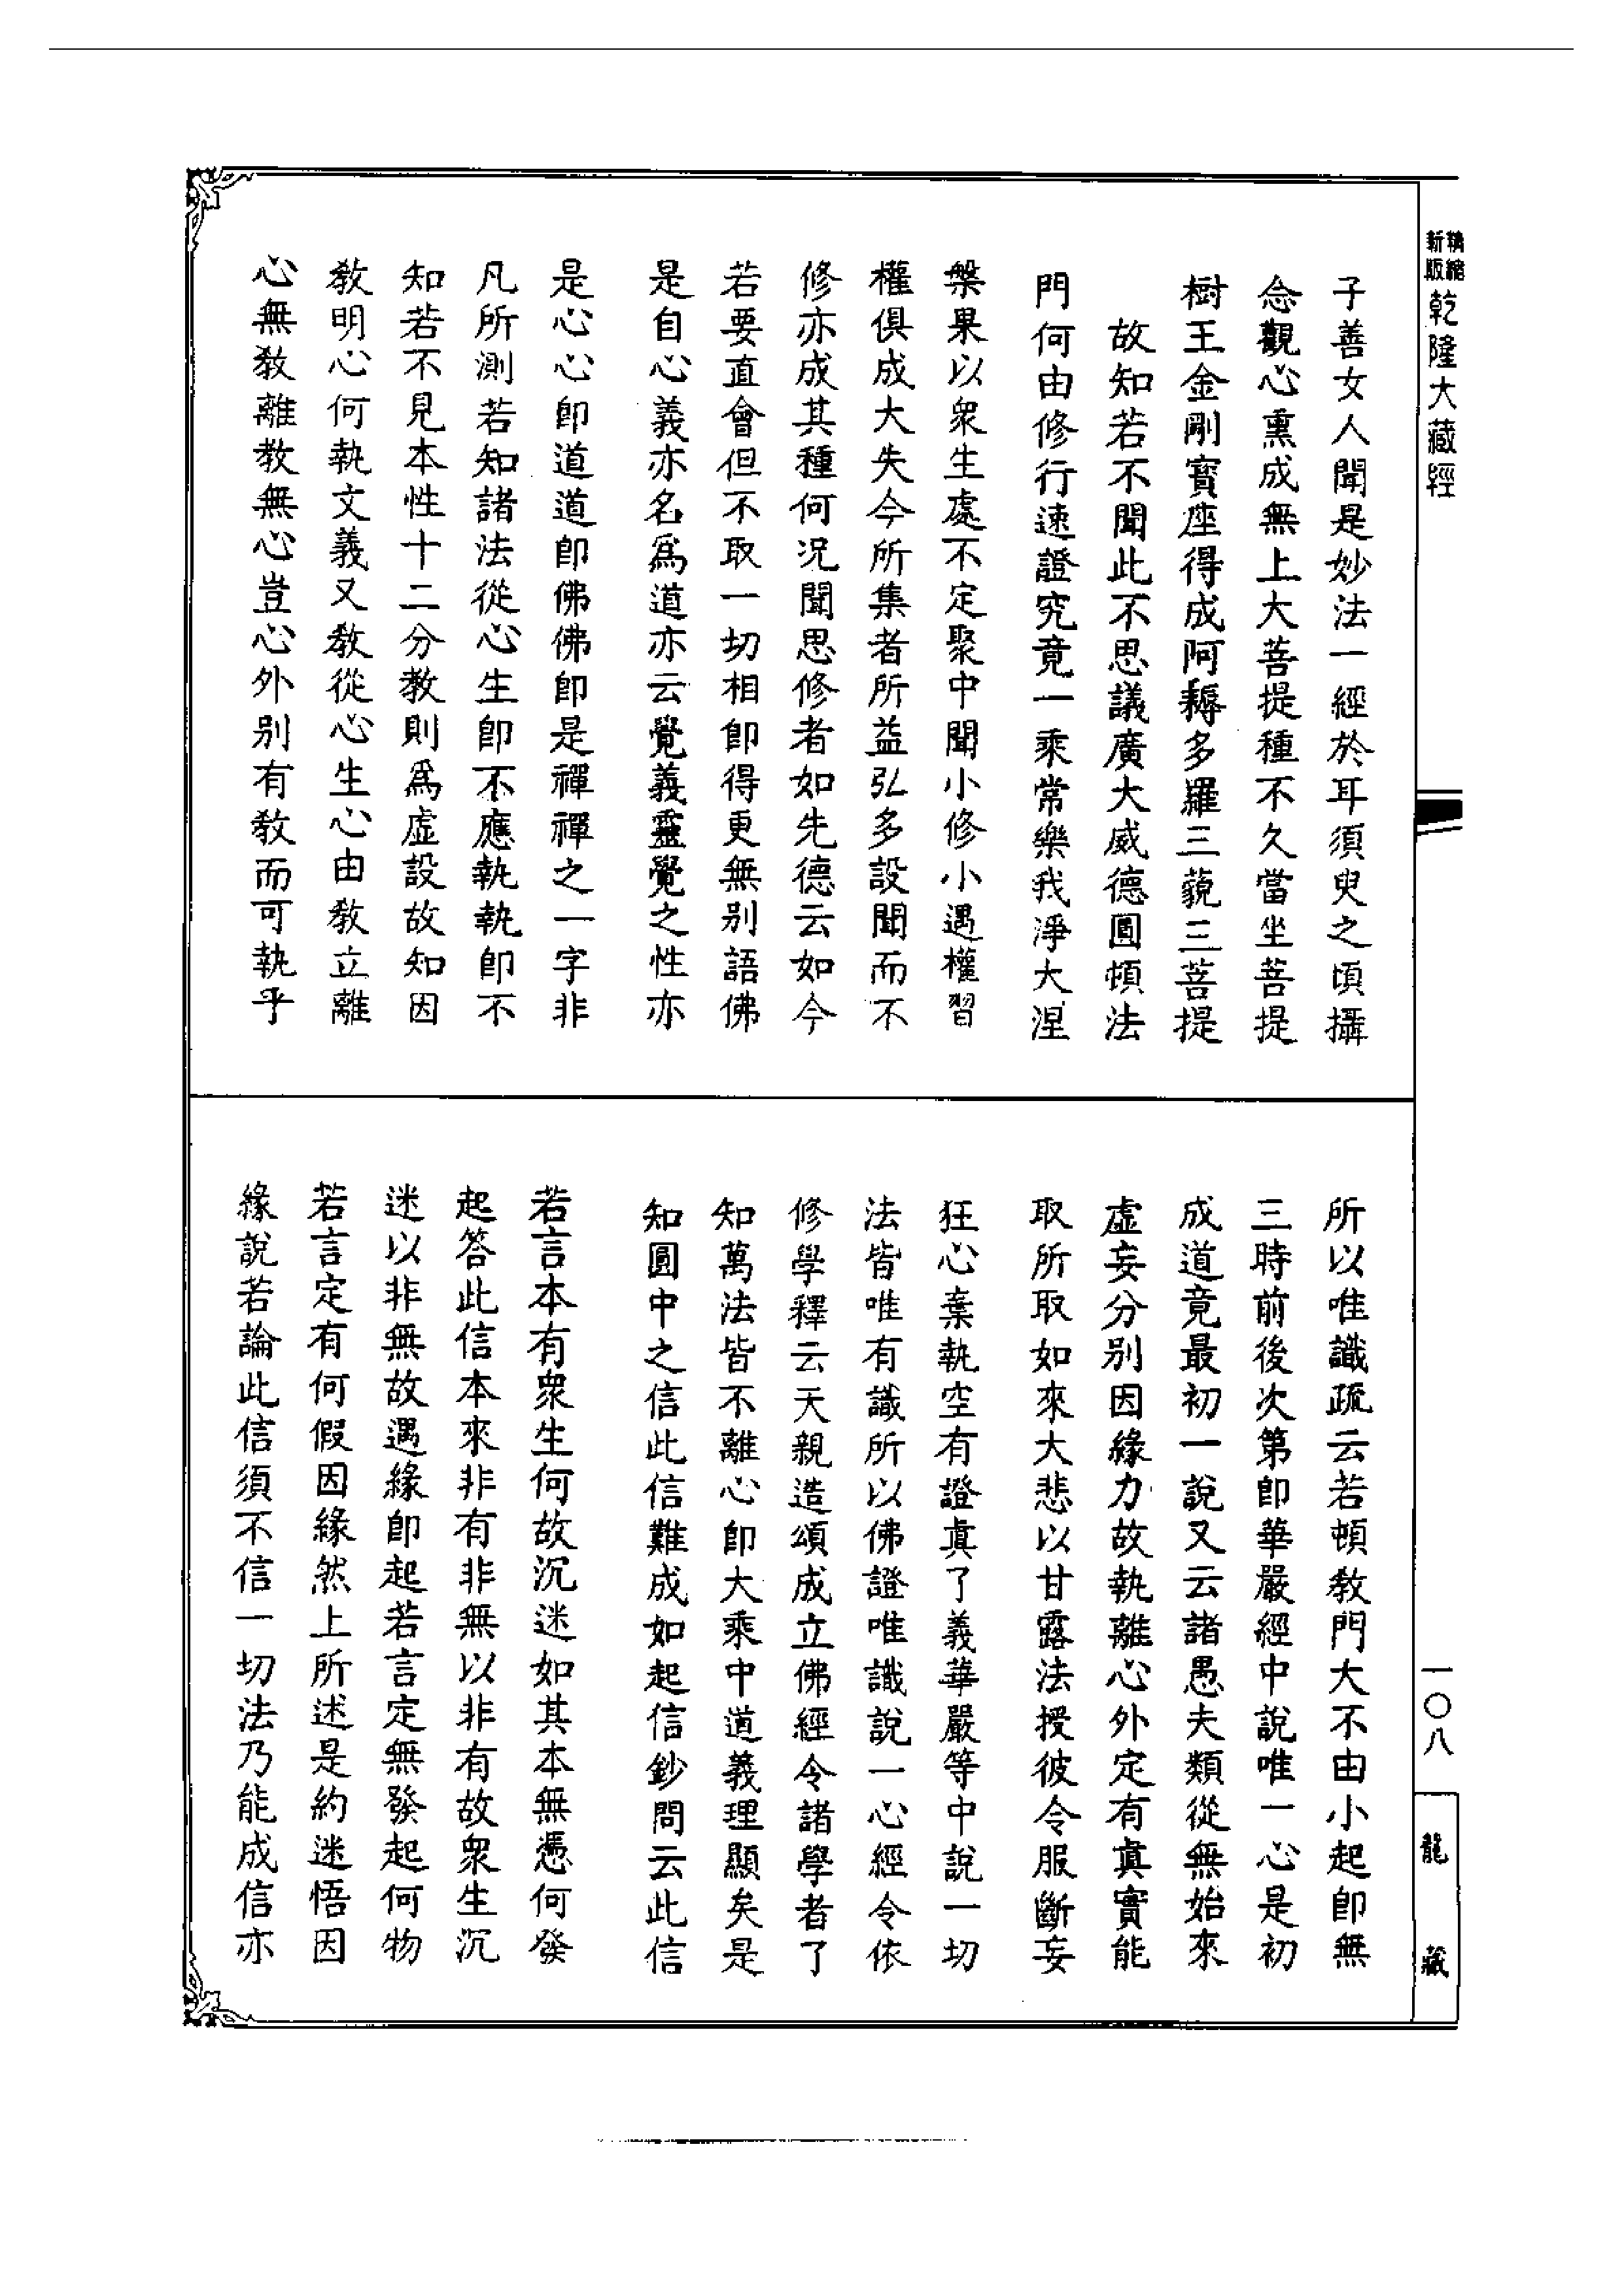 新版精縮
乾隆大藏經
子善女人聞是妙法一經於耳須臾之頃攝
念觀心熏成無上大菩提種不久當坐菩提
樹王金剛寶座得成阿耨多羅三藐三菩提
故知若不聞此不思議廣大威德圓頓法
門何由修行速證究竟一乘常樂我淨大涅
槃果以衆生處不定聚中聞小修小遇權習
權俱成大失今所集者所益弘多設聞而不
修亦成其種何況聞思修者如先德云如今
若要直會但不取一切相即得更無別語佛
是自心義亦名爲道亦云覺義靈覺之性亦
是心心即道道即佛佛即是禪禪之一字非
凡所測若知諸法從心生即不應執執即不
知若不見本性十二分教則爲虛設故知因
教明心何執文義又教從心生心由教立離
心無教離教無心豈心外別有教而可執乎
所以唯識疏云若頓教門大不由小起即無
三時前後次第即華嚴經中說唯一心是初
成道竟最初一說又云諸愚夫類從無始來
虛妄分別因緣力故執離心外定有真實能
取所取如來大悲以甘露法授彼令服斷妄
狂心棄執空有證真了義華嚴等中說一切
法皆唯有識所以佛證唯識說一心經令依
修學釋云天親造頌成立佛經令諸學者了
知萬法皆不離心即大乘中道義理顯矣是
知圓中之信此信難成如起信鈔問云此信
若言本有衆生何故沉迷如其本無憑何發
起答此信本來非有非無以非有故衆生沉
迷以非無故遇緣即起若言定無發起何物
若言定有何假因緣然上所述是約迷悟因
緣說若論此信須不信一切法乃能成信亦
一〇八
龍藏